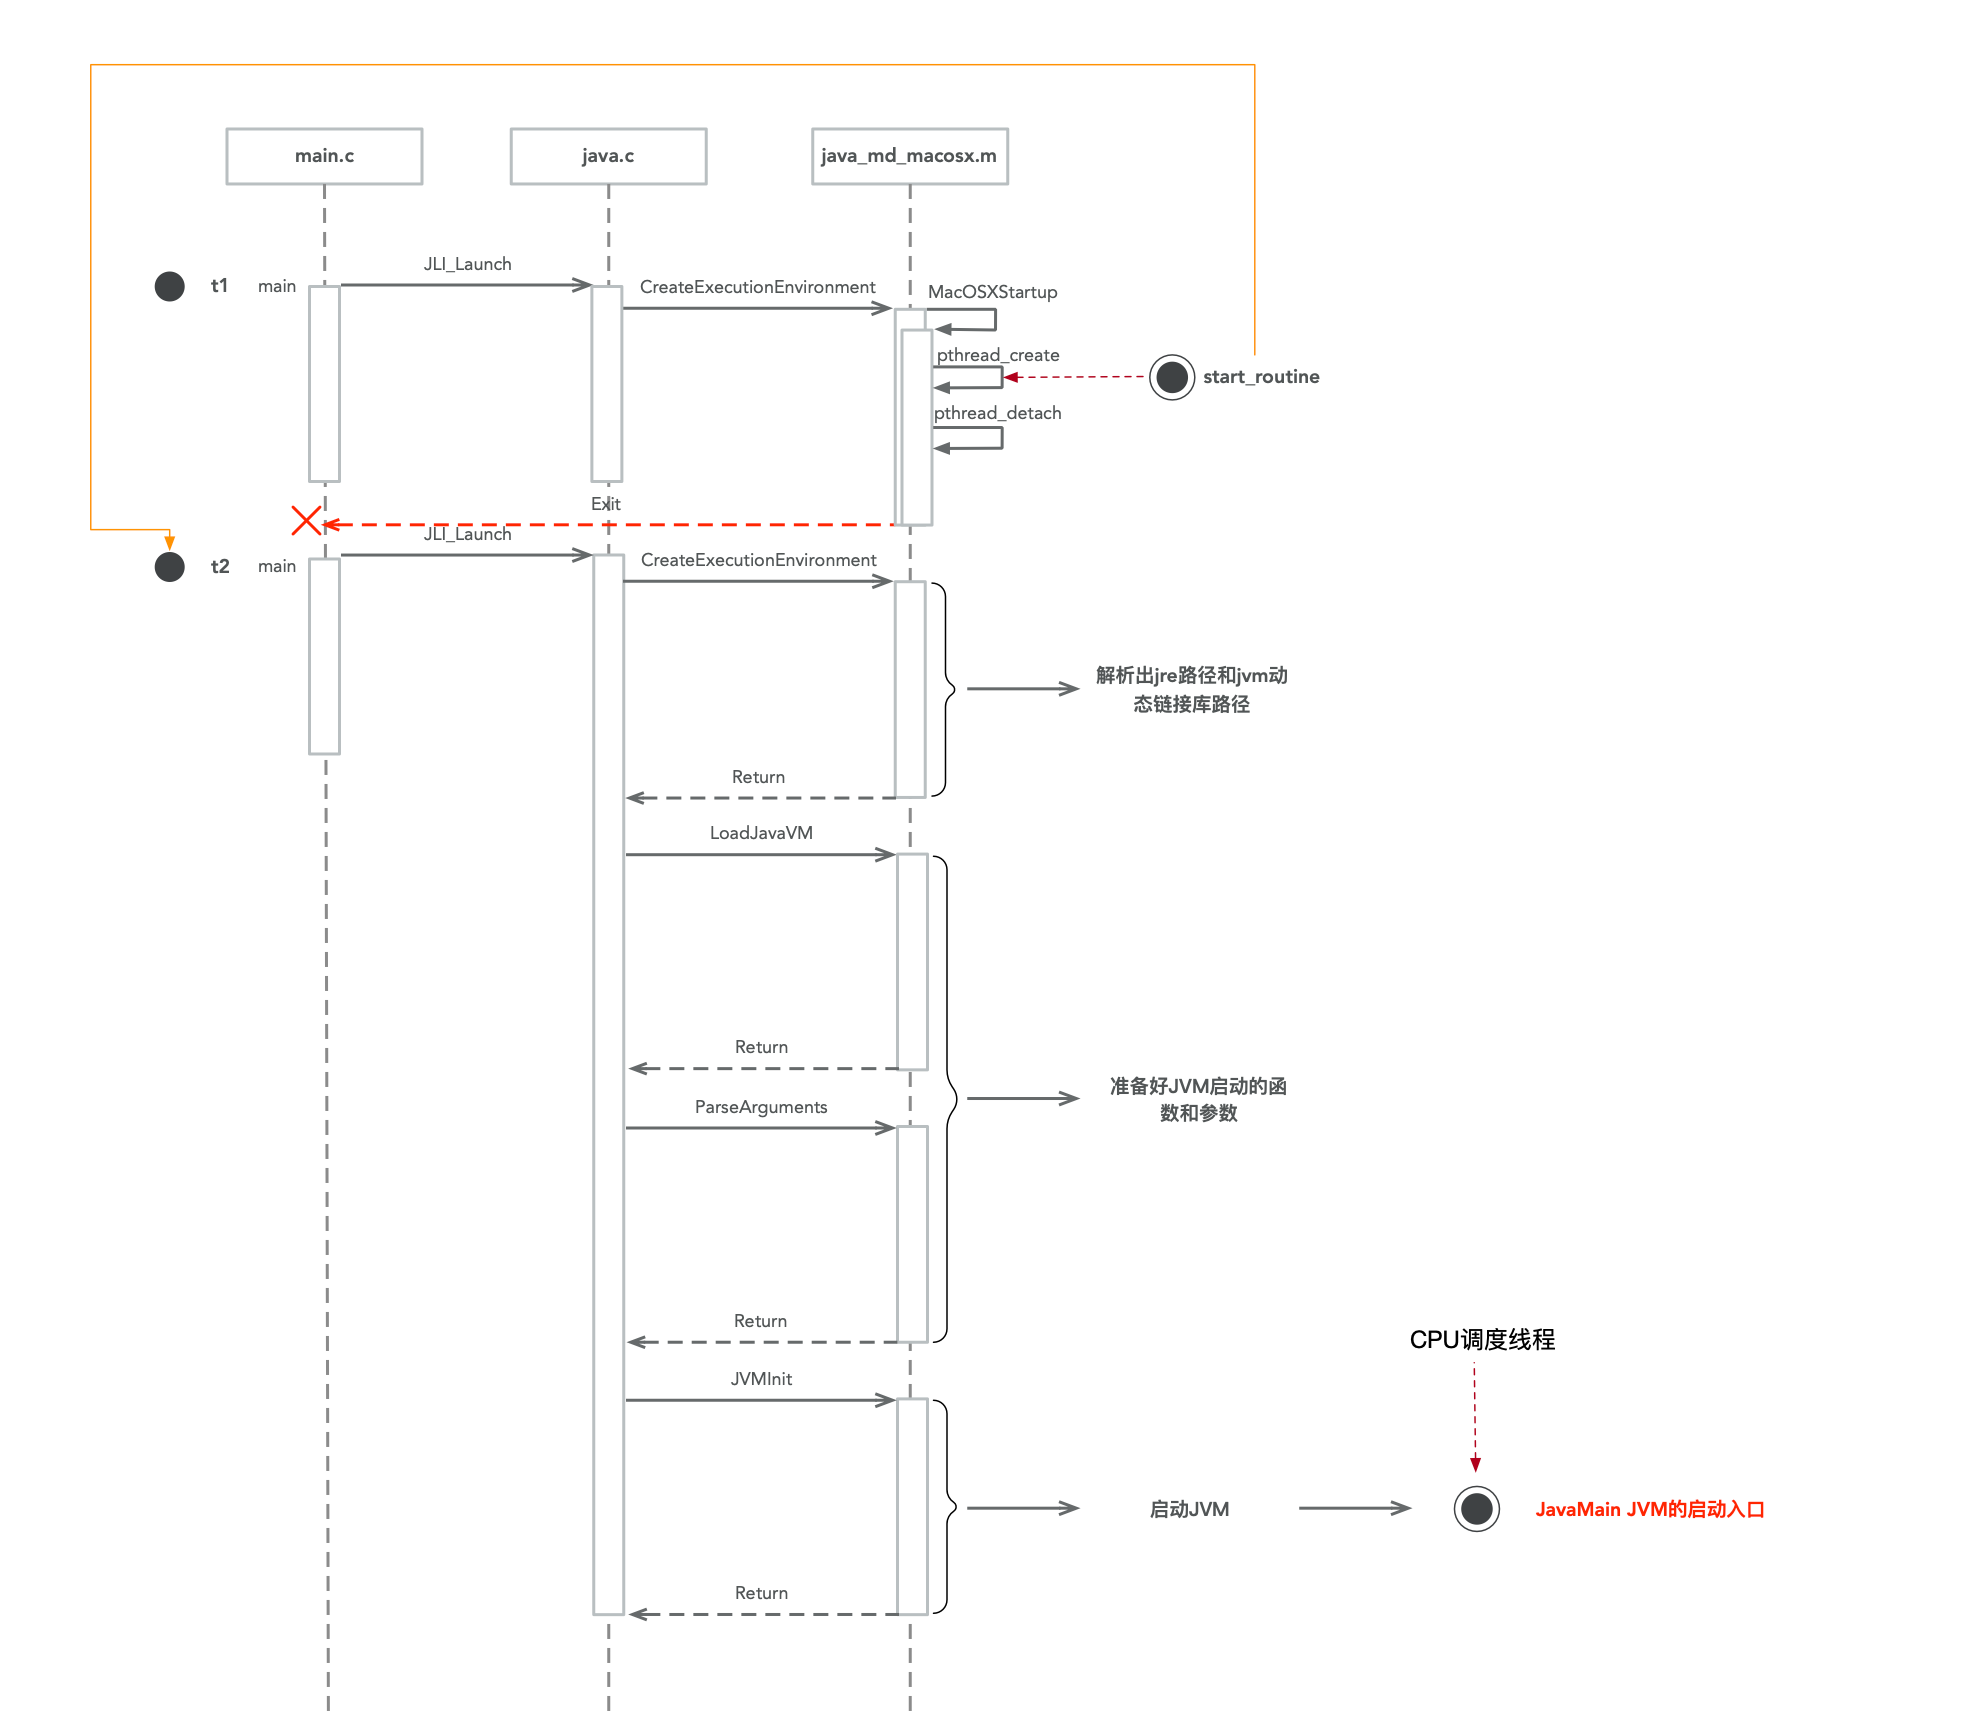 main.c
java.c
java_md_macosx.m
t1
main
JLI_Launch
CreateExecutionEnvironment
MacOSXStartup
pthread_create
start_routine
pthread_detach
Exit
t2
main
JLI_Launch
CreateExecutionEnvironment
解析出jre路径和jvm动
态链接库路径
Return
LoadJavaVM
Return
准备好JVM启动的函
数和参数
ParseArguments
Return
CPU调度线程
JVMInit
启动JVM
JavaMain JVM的启动入口
Return